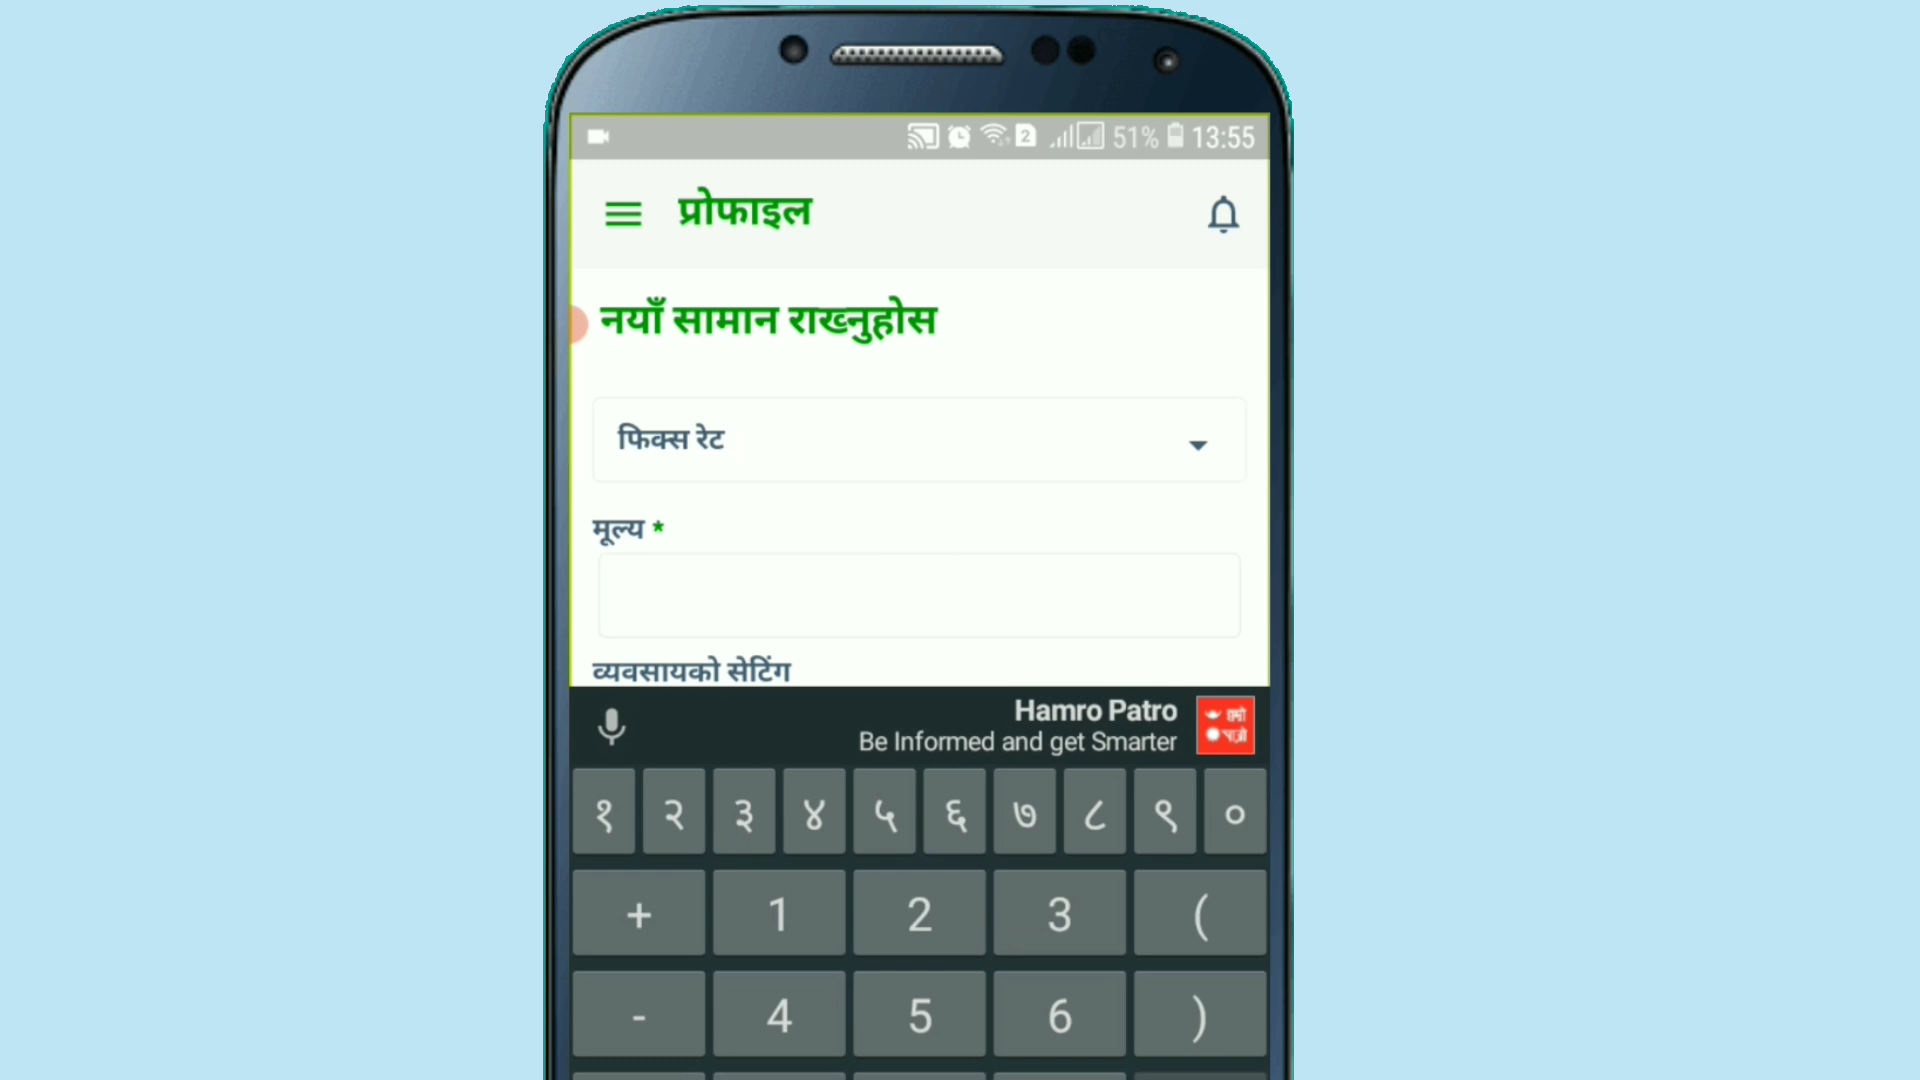 2 51% 13:55
प्रोफाइल
नयाँ सामान राख्नुहोस
फिक्स रेट
मूल्य *
व्यवसायको सेटिंग
Hamro Patro
Be Informed and get Smarter
हाम्रो
पात्रो
१ २ ३ ४ ५ ६ ७ ८ ९ ०
+ 1 2 3 (
- 4 5 6 )